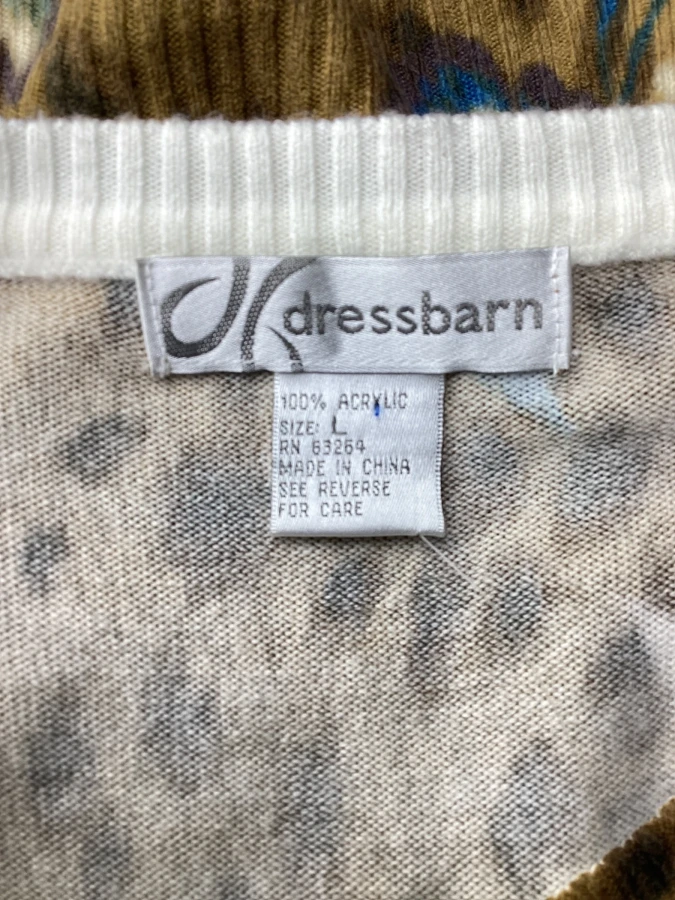 dressbarn
100% ACRYLIC
SIZE: L
RN 63264
MADE IN CHINA
SEE REVERSE
FOR CARE